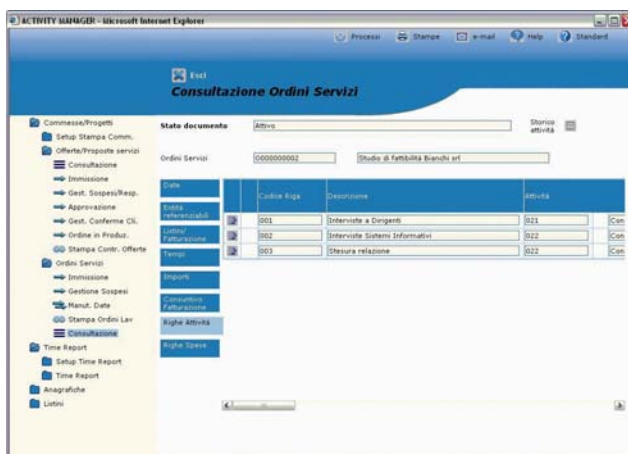 ACTIVITY MANAGER - Microsoft Internet Explorer
Processi Stampe e-mail Help Standard
Esci
Consultazione Ordini Servizi
Commesse/Progetti
Setup Stampa Comm.
Offerte/Proposte servizi
Consultazione
Immissione
Gest. Sospesi/Resp.
Approvazione
Gest. Conferme Cli.
Ordine in Produz.
Stampa Contr. Offerte
Ordini Servizi
Immissione
Gestione Sospesi
Manut. Date
Stampa Ordini Lav
Consultazione
Time Report
Setup Time Report
Time Report
Anagrafiche
Listini
Stato documento Attivo Storico
attività
Ordini Servizi O000000002 Studio di fattibilità Bianchi srl
Date
Entità
referenziabili
Listini/
Fatturazione
Tempi
Importi
Consuntivo
Fatturazione
Righe Attività
Righe Spese
Codice Riga Descrizione Attività
001 Interviste a Dirigenti 021 Con
002 Interviste Sistemi Informativi 022 Con
003 Stesura relazione 022 Con